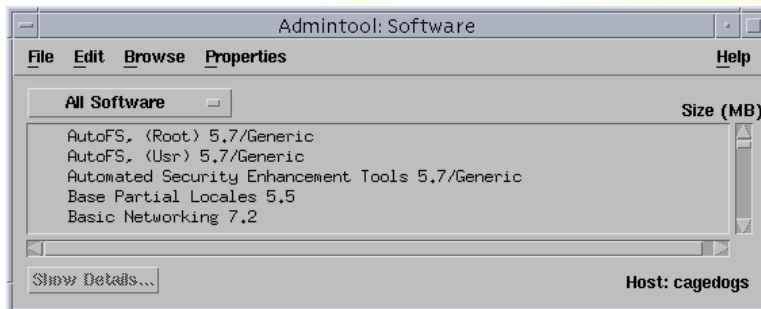 Admintool: Software
File Edit Browse Properties Help
All Software
Size (MB)
AutoFS, (Root) 5.7/Generic
AutoFS, (Usr) 5.7/Generic
Automated Security Enhancement Tools 5.7/Generic
Base Partial Locales 5.5
Basic Networking 7.2
Show Details...
Host: cagedogs